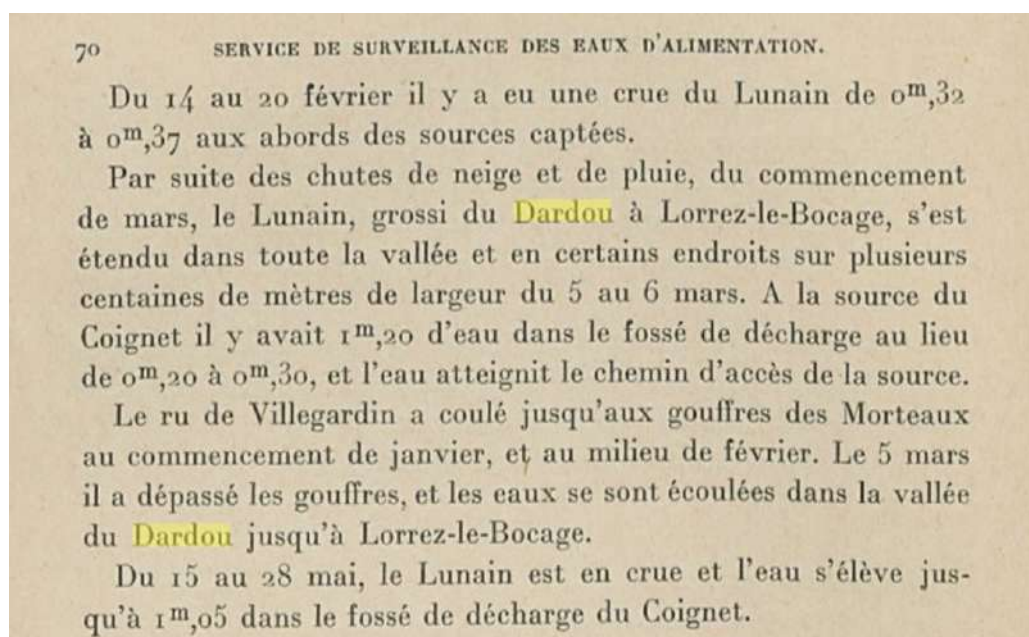 70 SERVICE DE SURVEILLANCE DES EAUX D'ALIMENTATION.
Du 14 au 20 février il y a eu une crue du Lunain de 0m,32
à 0m,37 aux abords des sources captées.
Par suite des chutes de neige et de pluie, du commencement
de mars, le Lunain, grossi du Dardou à Lorrez-le-Bocage, s'est
étendu dans toute la vallée et en certains endroits sur plusieurs
centaines de mètres de largeur du 5 au 6 mars. A la source du
Coignet il y avait 1m,20 d'eau dans le fossé de décharge au lieu
de 0m,20 à 0m,30, et l'eau atteignit le chemin d'accès de la source.
Le ru de Villegardin a coulé jusqu'aux gouffres des Morteaux
au commencement de janvier, et au milieu de février. Le 5 mars
il a dépassé les gouffres, et les eaux se sont écoulées dans la vallée
du Dardou jusqu'à Lorrez-le-Bocage.
Du 15 au 28 mai, le Lunain est en crue et l'eau s'élève jus-
qu'à 1m,05 dans le fossé de décharge du Coignet.